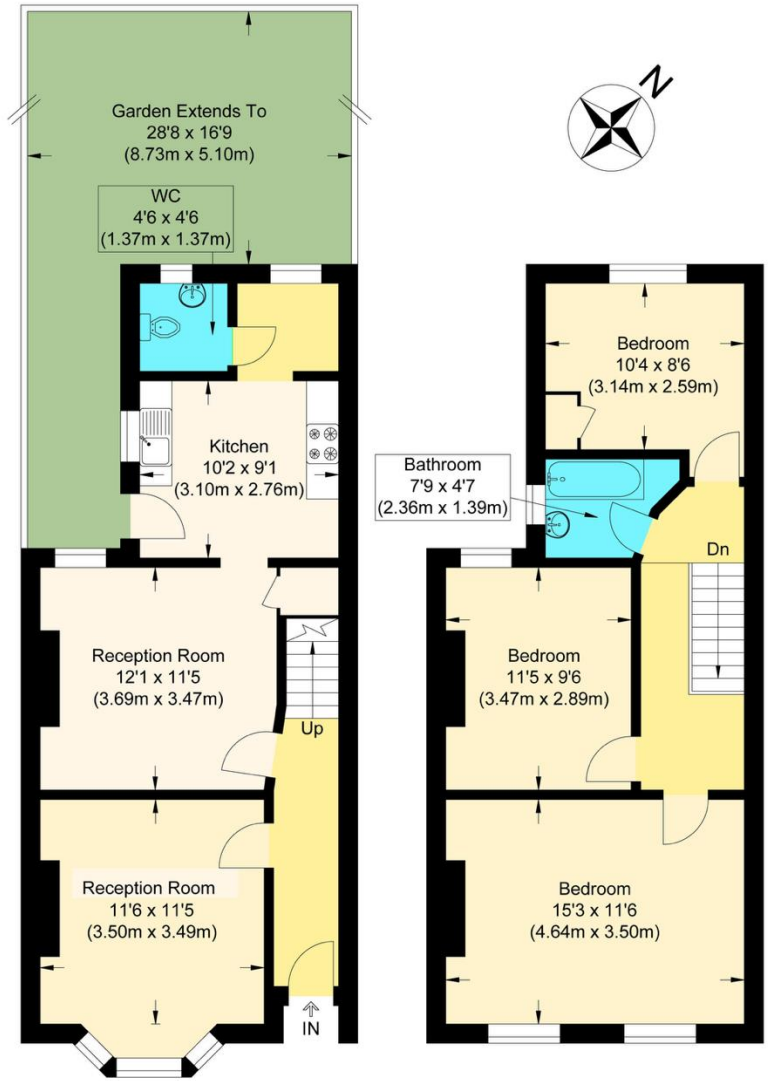 Garden Extends To
28'8 x 16'9
(8.73m x 5.10m)
N
WC
4'6 x 4'6
(1.37m x 1.37m)
Kitchen
10'2 x 9'1
(3.10m x 2.76m)
Reception Room
12'1 x 11'5
(3.69m x 3.47m)
Up
Reception Room
11'6 x 11'5
(3.50m x 3.49m)
IN
Bedroom
10'4 x 8'6
(3.14m x 2.59m)
Bathroom
7'9 x 4'7
(2.36m x 1.39m)
Dn
Bedroom
11'5 x 9'6
(3.47m x 2.89m)
Bedroom
15'3 x 11'6
(4.64m x 3.50m)